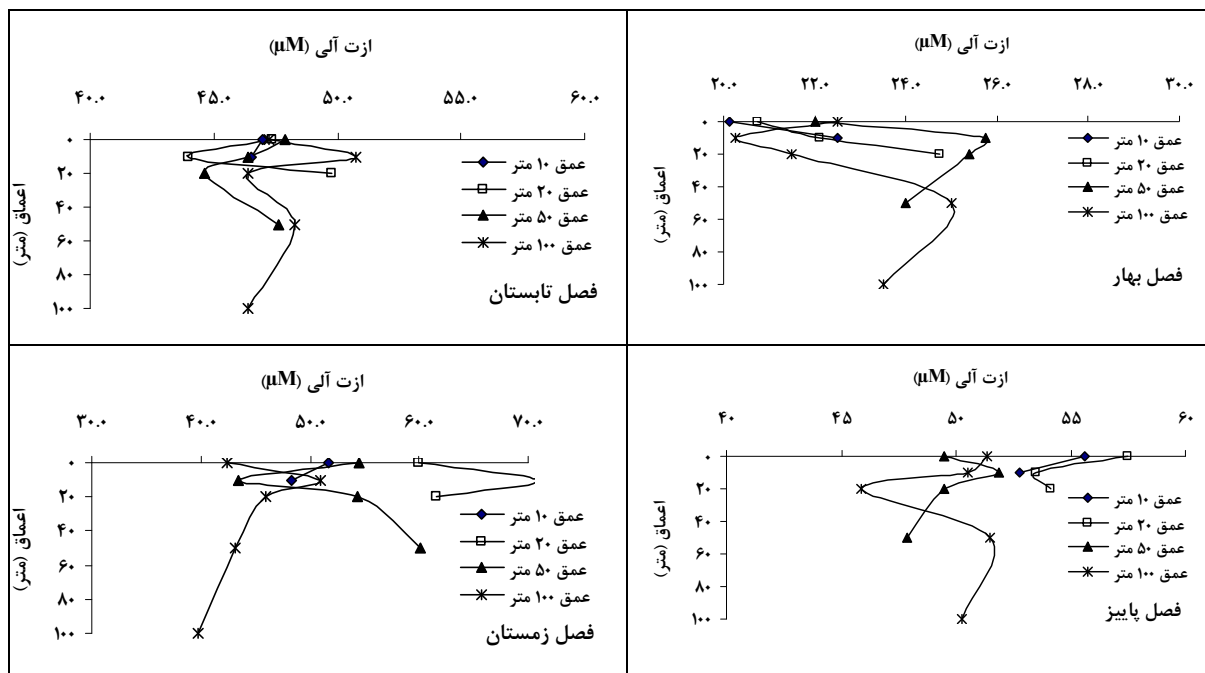 ازت آلی (µM)
۲۰.۰ ۲۲.۰ ۲۴.۰ ۲۶.۰ ۲۸.۰ ۳۰.۰
۰
۲۰
۴۰
۶۰
۸۰
۱۰۰
اعماق (متر)
عمق ۱۰ متر
عمق ۲۰ متر
عمق ۵۰ متر
عمق ۱۰۰ متر
فصل بهار
ازت آلی (µM)
۴۰.۰ ۴۵.۰ ۵۰.۰ ۵۵.۰ ۶۰.۰
۰
۲۰
۴۰
۶۰
۸۰
۱۰۰
اعماق (متر)
عمق ۱۰ متر
عمق ۲۰ متر
عمق ۵۰ متر
عمق ۱۰۰ متر
فصل تابستان
ازت آلی (µM)
۴۰ ۴۵ ۵۰ ۵۵ ۶۰
۰
۲۰
۴۰
۶۰
۸۰
۱۰۰
اعماق (متر)
عمق ۱۰ متر
عمق ۲۰ متر
عمق ۵۰ متر
عمق ۱۰۰ متر
فصل پاییز
ازت آلی (µM)
۳۰.۰ ۴۰.۰ ۵۰.۰ ۶۰.۰ ۷۰.۰
۰
۲۰
۴۰
۶۰
۸۰
۱۰۰
اعماق (متر)
عمق ۱۰ متر
عمق ۲۰ متر
عمق ۵۰ متر
عمق ۱۰۰ متر
فصل زمستان